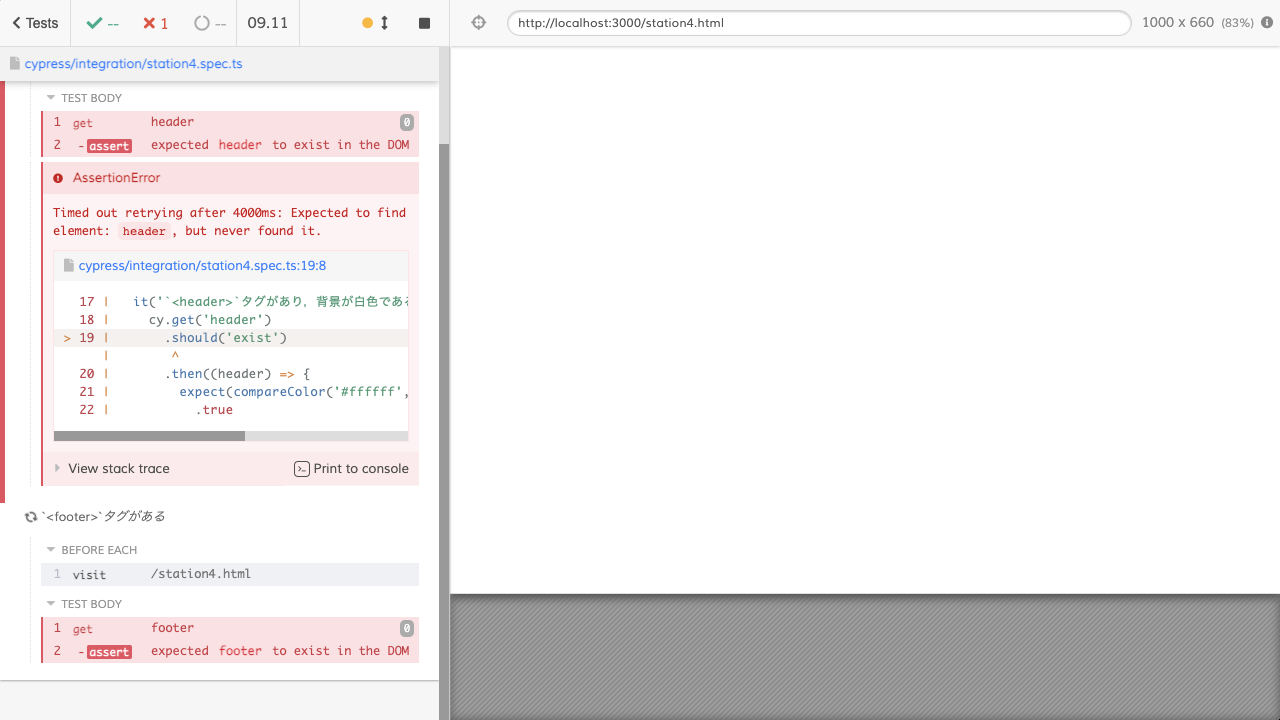 Tests
--
1
--
09.11
http://localhost:3000/station4.html
1000 x 660 (83%)
cypress/integration/station4.spec.ts
TEST BODY
1 get header 0
2 -assert expected header to exist in the DOM
AssertionError
Timed out retrying after 4000ms: Expected to find
element: header, but never found it.
cypress/integration/station4.spec.ts:19:8
17 | it('`<header>`タグがあり，背景が白色である
18 | cy.get('header')
> 19 | .should('exist')
| ^
20 | .then((header) => {
21 | expect(compareColor('#ffffff',
22 | .true
View stack trace
Print to console
`<footer>`タグがある
BEFORE EACH
1 visit /station4.html
TEST BODY
1 get footer 0
2 -assert expected footer to exist in the DOM